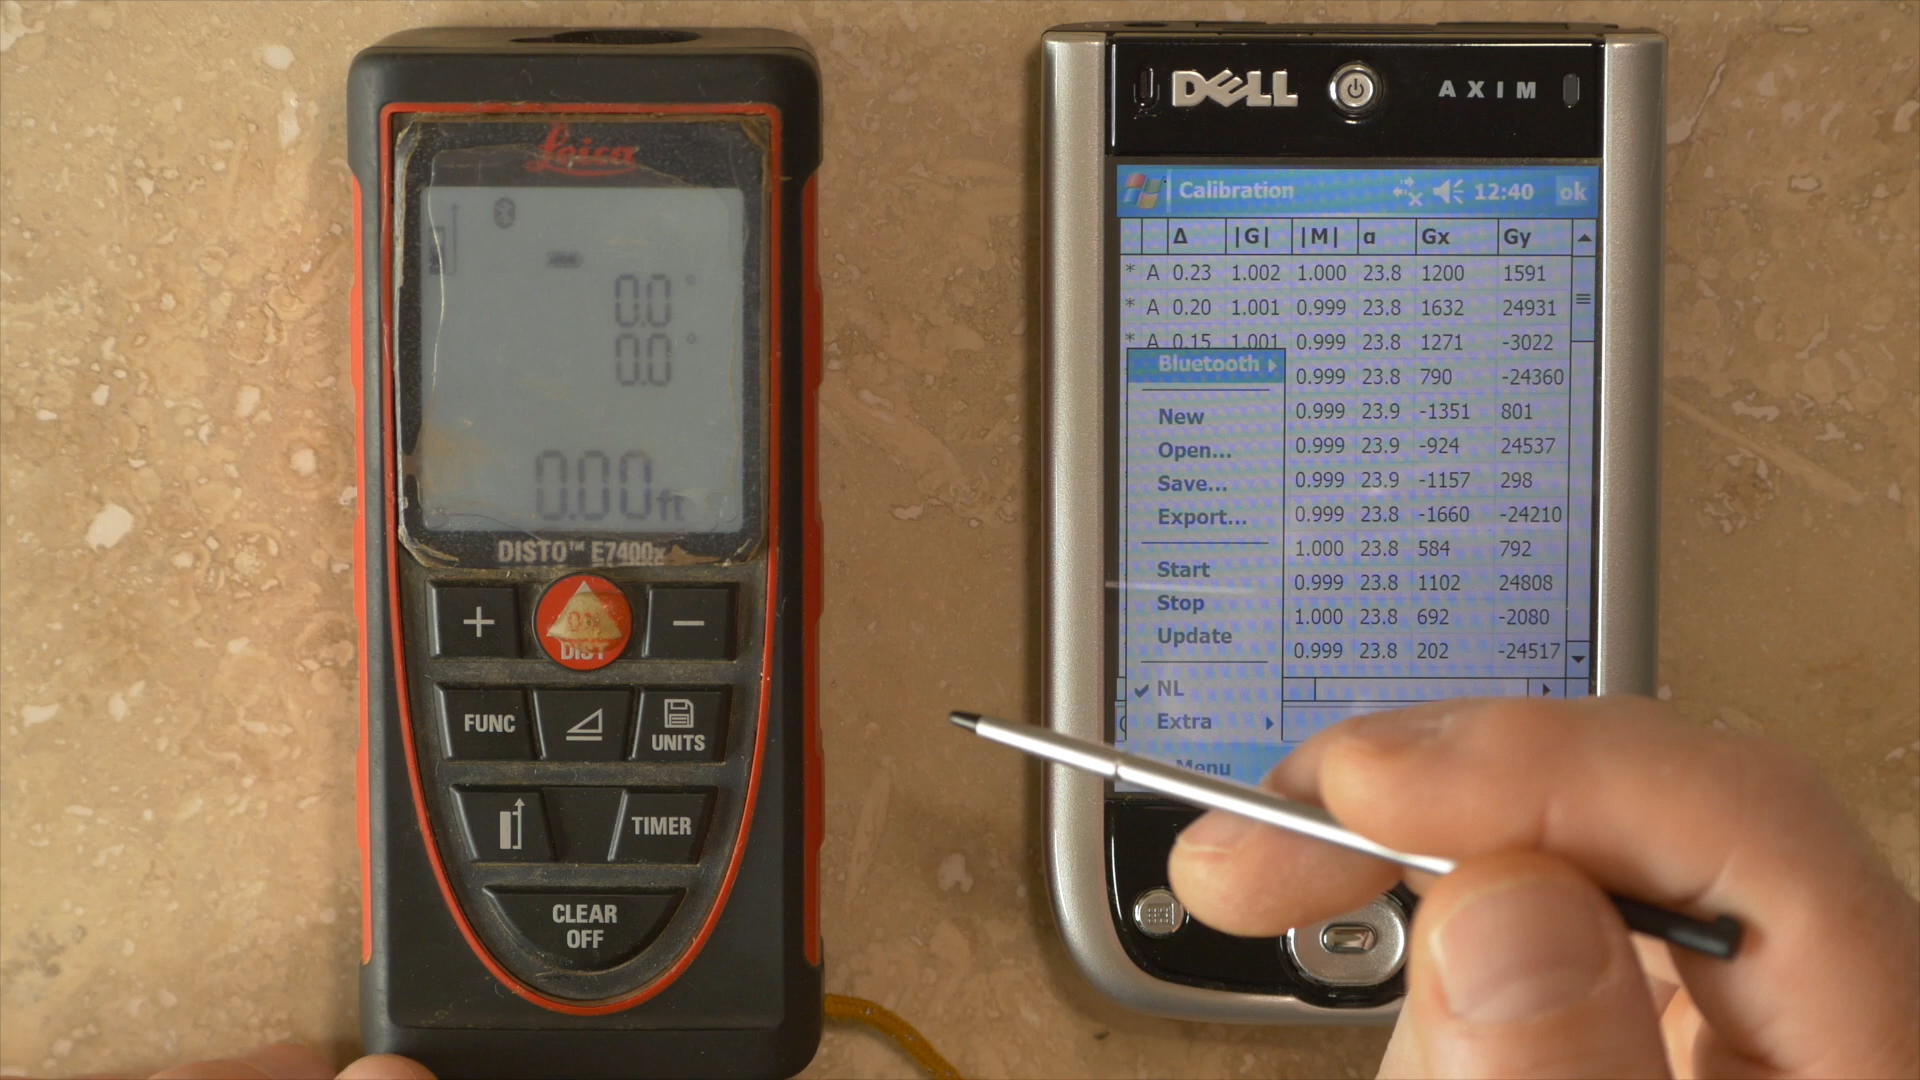 Leica
0.0°
0.0°
0.00ft
DISTO™ E7400x
+
DIST
−
FUNC
UNITS
TIMER
CLEAR
OFF
DELL
AXIM
Calibration 12:40 ok
Δ |G| |M| α Gx Gy
* A 0.23 1.002 1.000 23.8 1200 1591
* A 0.20 1.001 0.999 23.8 1632 24931
* A 0.15 1.001 0.999 23.8 1271 -3022
Bluetooth
0.999 23.8 790 -24360
New
0.999 23.9 -1351 801
Open...
0.999 23.9 -924 24537
Save...
0.999 23.9 -1157 298
Export...
0.999 23.8 -1660 -24210
1.000 23.8 584 792
Start
0.999 23.8 1102 24808
Stop
1.000 23.8 692 -2080
Update
0.999 23.8 202 -24517
NL
Extra
Menu